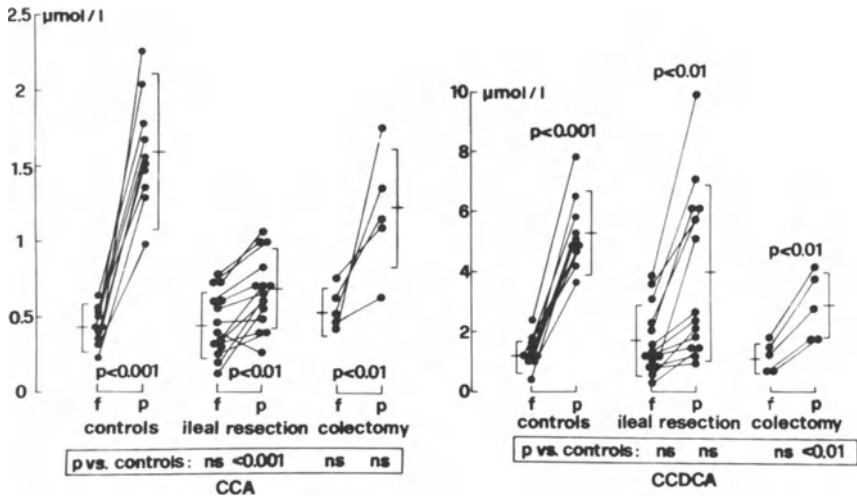 2.5 µmol / l
2
1.5
1
0.5
0
p<0.001 p<0.01 p<0.01
f p f p f p
controls ileal resection colectomy
p vs. controls: ns <0.001 ns ns
CCA
p<0.01
10 µmol / l
p<0.001
8
6
p<0.01
4
2
0
f p f p f p
controls ileal resection colectomy
p vs. controls: ns ns ns <0.01
CCDCA